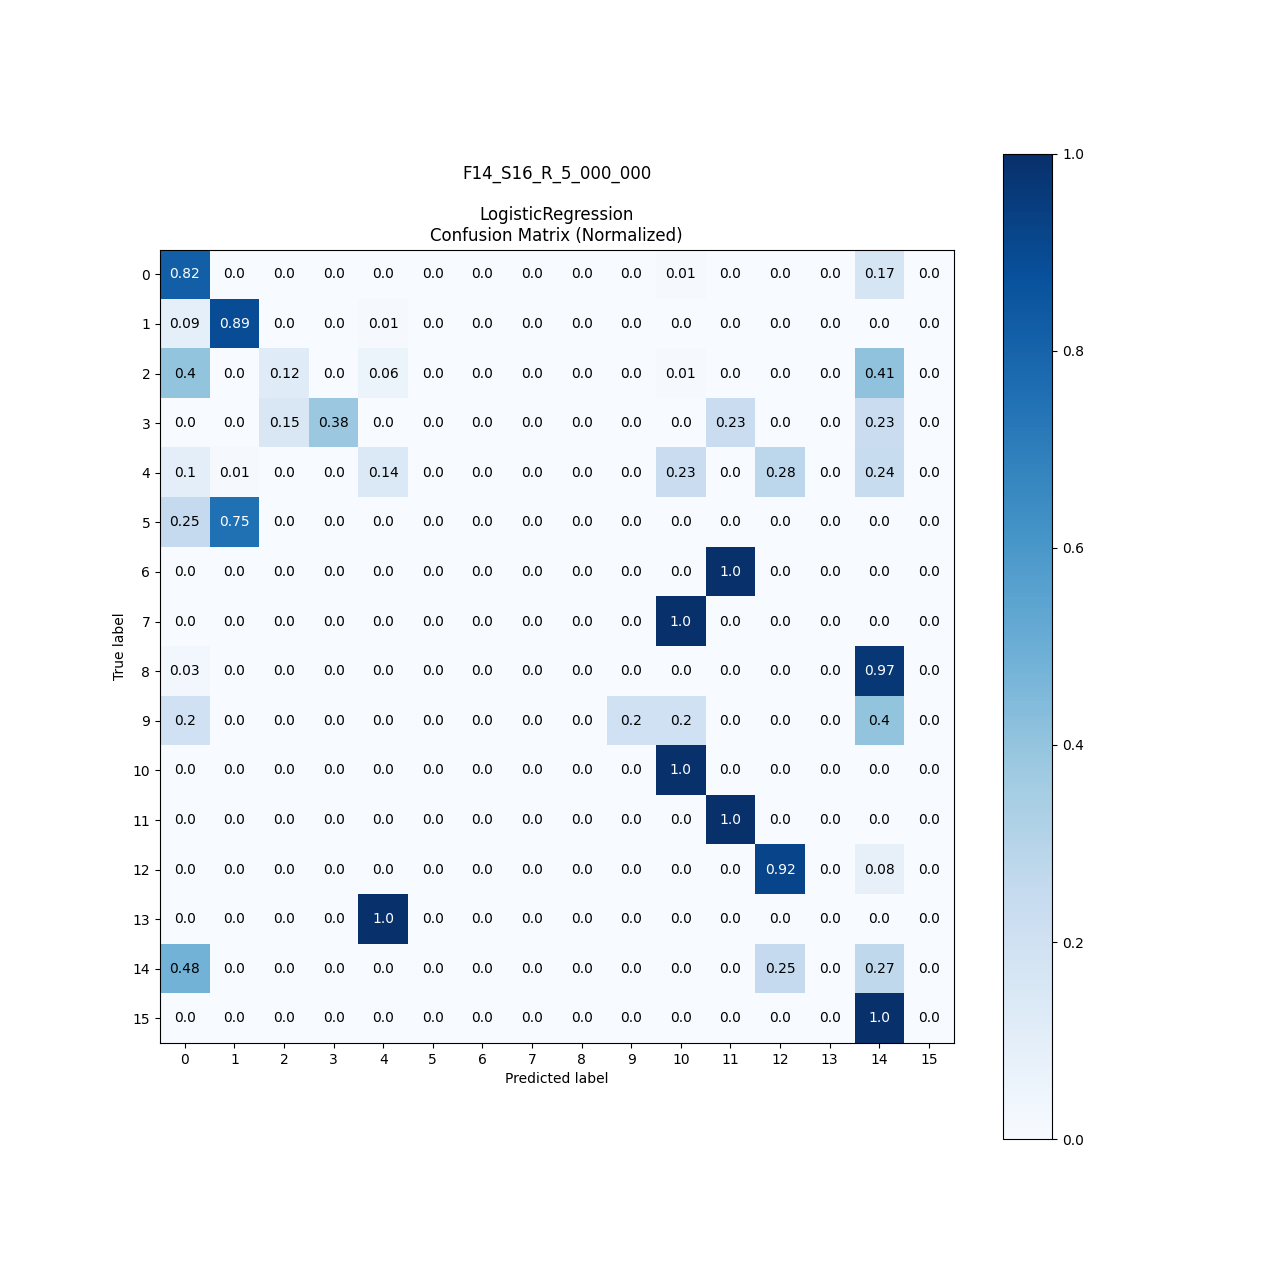 F14_S16_R_5_000_000
LogisticRegression
Confusion Matrix (Normalized)
0 0.82 0.0 0.0 0.0 0.0 0.0 0.0 0.0 0.0 0.0 0.01 0.0 0.0 0.0 0.17 0.0
1 0.09 0.89 0.0 0.0 0.01 0.0 0.0 0.0 0.0 0.0 0.0 0.0 0.0 0.0 0.0 0.0
2 0.4 0.0 0.12 0.0 0.06 0.0 0.0 0.0 0.0 0.0 0.01 0.0 0.0 0.0 0.41 0.0
3 0.0 0.0 0.15 0.38 0.0 0.0 0.0 0.0 0.0 0.0 0.0 0.23 0.0 0.0 0.23 0.0
4 0.1 0.01 0.0 0.0 0.14 0.0 0.0 0.0 0.0 0.0 0.23 0.0 0.28 0.0 0.24 0.0
5 0.25 0.75 0.0 0.0 0.0 0.0 0.0 0.0 0.0 0.0 0.0 0.0 0.0 0.0 0.0 0.0
6 0.0 0.0 0.0 0.0 0.0 0.0 0.0 0.0 0.0 0.0 0.0 1.0 0.0 0.0 0.0 0.0
7 0.0 0.0 0.0 0.0 0.0 0.0 0.0 0.0 0.0 0.0 1.0 0.0 0.0 0.0 0.0 0.0
8 0.03 0.0 0.0 0.0 0.0 0.0 0.0 0.0 0.0 0.0 0.0 0.0 0.0 0.0 0.97 0.0
9 0.2 0.0 0.0 0.0 0.0 0.0 0.0 0.0 0.0 0.2 0.2 0.0 0.0 0.0 0.4 0.0
10 0.0 0.0 0.0 0.0 0.0 0.0 0.0 0.0 0.0 0.0 1.0 0.0 0.0 0.0 0.0 0.0
11 0.0 0.0 0.0 0.0 0.0 0.0 0.0 0.0 0.0 0.0 0.0 1.0 0.0 0.0 0.0 0.0
12 0.0 0.0 0.0 0.0 0.0 0.0 0.0 0.0 0.0 0.0 0.0 0.0 0.92 0.0 0.08 0.0
13 0.0 0.0 0.0 0.0 1.0 0.0 0.0 0.0 0.0 0.0 0.0 0.0 0.0 0.0 0.0 0.0
14 0.48 0.0 0.0 0.0 0.0 0.0 0.0 0.0 0.0 0.0 0.0 0.0 0.25 0.0 0.27 0.0
15 0.0 0.0 0.0 0.0 0.0 0.0 0.0 0.0 0.0 0.0 0.0 0.0 0.0 0.0 1.0 0.0
0 1 2 3 4 5 6 7 8 9 10 11 12 13 14 15
Predicted label
True label
1.0
0.8
0.6
0.4
0.2
0.0